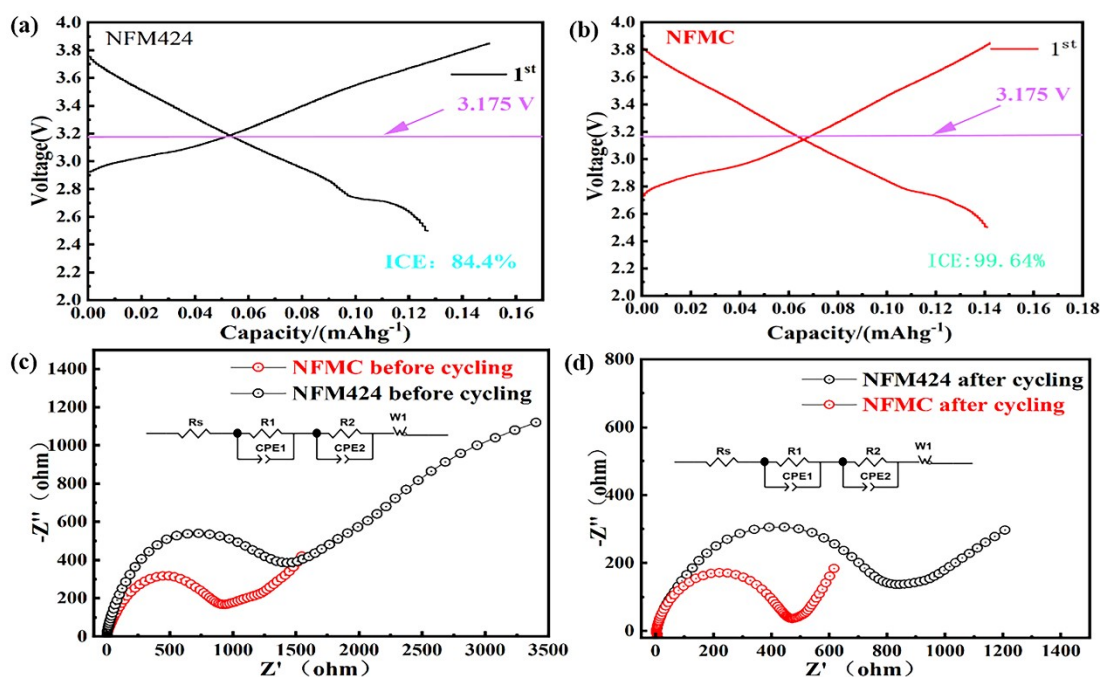 (a)
NFM424
1st
3.175 V
ICE: 84.4%
4.0
3.8
3.6
3.4
3.2
3.0
2.8
2.6
2.4
2.2
2.0
Voltage(V)
0.00 0.02 0.04 0.06 0.08 0.10 0.12 0.14 0.16
Capacity/(mAhg-1)
(b)
NFMC
1st
3.175 V
ICE:99.64%
4.0
3.8
3.6
3.4
3.2
3.0
2.8
2.6
2.4
2.2
2.0
Voltage(V)
0.00 0.02 0.04 0.06 0.08 0.10 0.12 0.14 0.16 0.18
Capacity/(mAhg-1)
(c)
NFMC before cycling
NFM424 before cycling
Rs R1 R2 W1
CPE1 CPE2
1400
1200
1000
800
600
400
200
0
-Z''(ohm)
0 500 1000 1500 2000 2500 3000 3500
Z' (ohm)
(d)
NFM424 after cycling
NFMC after cycling
Rs R1 R2 W1
CPE1 CPE2
800
600
400
200
0
-Z''(ohm)
0 200 400 600 800 1000 1200 1400
Z' (ohm)